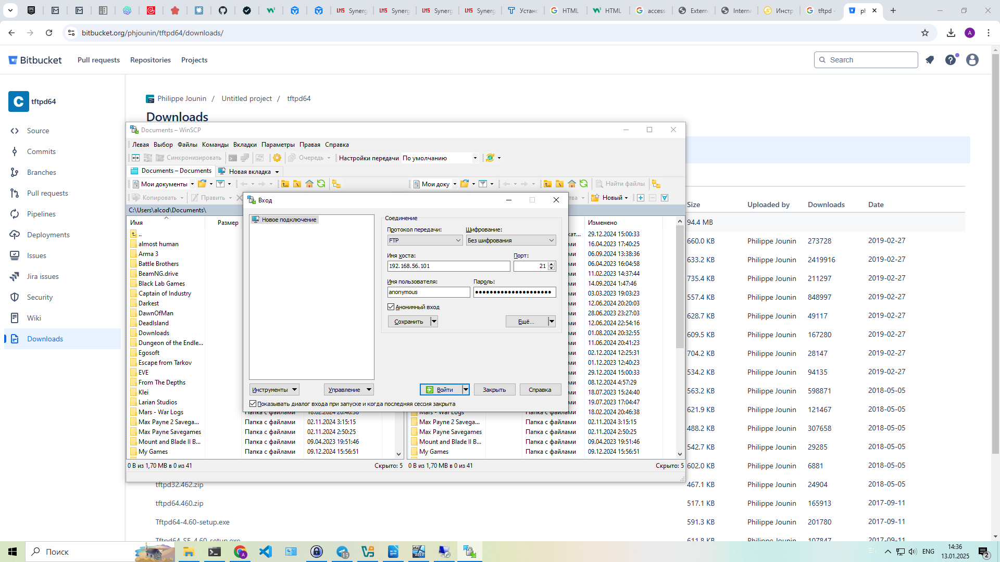 Synerg
Synerg
Synerg
Synerg
Устано
HTML
HTML
access
Extern
Interna
Инстр
tftpd -
ph
bitbucket.org/phjounin/tftpd64/downloads/
A
Bitbucket
Pull requests
Repositories
Projects
Search
tftpd64
Source
Commits
Branches
Pull requests
Pipelines
Deployments
Issues
Jira issues
Security
Wiki
Downloads
Philippe Jounin / Untitled project / tftpd64
Downloads
Documents – WinSCP
Левая Выбор Файлы Команды Вкладки Параметры Правая Справка
Синхронизировать
Очередь
Настройки передачи По умолчанию
Documents – Documents
Новая вкладка
Мои документы
Мои доку
Найти файлы
Копировать
Править
Новый
C:\Users\alcod\Documents\
Имя Размер
..
almost human
Arma 3
Battle Brothers
BeamNG.drive
Black Lab Games
Captain of Industry
Darkest
DawnOfMan
DeadIsland
Downloads
Dungeon of the Endle...
Egosoft
Escape from Tarkov
EVE
From The Depths
Klei
Larian Studios
Mars - War Logs Папка с файлами 18.02.2024 20:46:38
Max Payne 2 Savega... Папка с файлами 02.11.2024 3:15:15
Max Payne Savegames Папка с файлами 02.11.2024 2:50:25
Mount and Blade II B... Папка с файлами 09.04.2023 19:51:46
My Games Папка с файлами 09.12.2024 15:56:51
0 B из 1,70 MB в 0 из 41 Скрыто: 5
Вход
Новое подключение
Соединение
Протокол передачи: Шифрование:
FTP Без шифрования
Имя хоста: Порт:
192.168.56.101 21
Имя пользователя: Пароль:
anonymous
Анонимный вход
Сохранить Ещё...
Инструменты Управление Войти Закрыть Справка
Показывать диалог входа при запуске и когда последняя сессия закрыта
Изменено
29.12.2024 15:00:33
16.04.2023 17:40:25
06.09.2024 13:38:36
06.04.2024 16:04:58
11.02.2023 14:37:44
14.09.2024 1:47:46
03.03.2023 19:03:23
12.06.2024 20:20:03
28.06.2023 23:27:03
12.06.2024 22:54:16
01.08.2024 20:32:55
11.06.2024 20:41:23
02.12.2024 12:25:31
01.12.2023 12:40:23
29.12.2024 15:00:33
08.12.2024 4:57:29
18.07.2023 15:24:40
19.07.2023 17:04:47
Mars - War Logs Папка с файлами 18.02.2024 20:46:38
Max Payne 2 Savega... Папка с файлами 02.11.2024 3:15:15
Max Payne Savegames Папка с файлами 02.11.2024 2:50:25
Mount and Blade II B... Папка с файлами 09.04.2023 19:51:46
My Games Папка с файлами 09.12.2024 15:56:51
0 B из 1,70 MB в 0 из 41 Скрыто: 5
Size Uploaded by Downloads Date
94.4 MB
660.0 KB Philippe Jounin 273728 2019-02-27
633.2 KB Philippe Jounin 2419916 2019-02-27
735.4 KB Philippe Jounin 211297 2019-02-27
557.4 KB Philippe Jounin 848997 2019-02-27
628.7 KB Philippe Jounin 49117 2019-02-27
609.5 KB Philippe Jounin 167280 2019-02-27
704.2 KB Philippe Jounin 28147 2019-02-27
534.2 KB Philippe Jounin 94135 2019-02-27
563.2 KB Philippe Jounin 598871 2018-05-05
621.9 KB Philippe Jounin 121467 2018-05-05
488.2 KB Philippe Jounin 307658 2018-05-05
542.7 KB Philippe Jounin 29285 2018-05-05
602.0 KB Philippe Jounin 6881 2018-05-05
tftpd32.462.zip 467.1 KB Philippe Jounin 24904 2018-05-05
tftpd64.460.zip 517.1 KB Philippe Jounin 165913 2017-09-11
Tftpd64-4.60-setup.exe 591.3 KB Philippe Jounin 201780 2017-09-11
Tftpd64-SE-4.60-setup.exe 611.8 KB Philippe Jounin 107847 2017-09-11
Поиск
19
ENG
14:36
13.01.2025
2